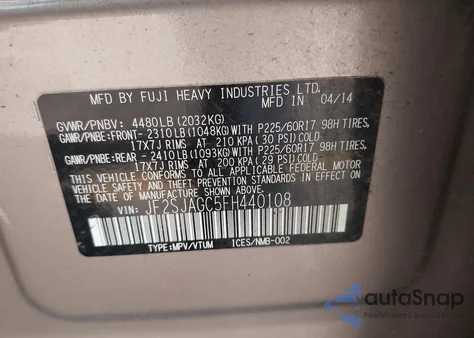 MFD BY FUJI HEAVY INDUSTRIES LTD.
04/14
GVWR/PNBV: 4480LB (2032KG)
GAWR/PNBE: FRONT- 2310LB (1048KG) WITH P225/60R17 98H TIRES,
17X7J RIMS AT 210 KPA (30 PSI) COLD
GAWR/PNBE: REAR - 2410LB (1093KG) WITH P225/60R17 98H TIRES,
17X7J RIMS AT 200 KPA (29 PSI) COLD
THIS VEHICLE CONFORMS TO ALL APPLICABLE FEDERAL MOTOR
VEHICLE SAFETY, BUMPER, AND THEFT PREVENTION STANDARDS
IN EFFECT ON THE DATE OF MANUFACTURE SHOWN ABOVE.
VIN: JF2SJAGC5FH440108
TYPE:MPV/VTUM ICES/NMB-002
autoSnap